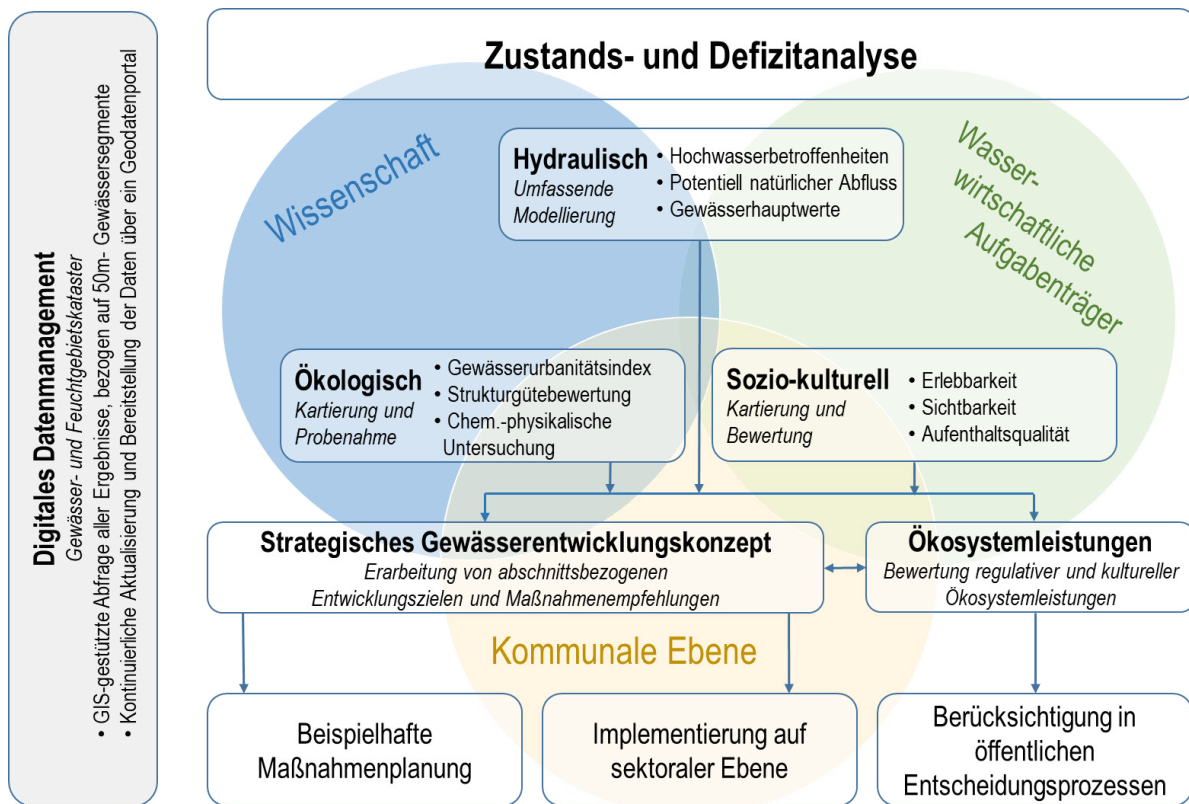 Digitales Datenmanagement
Gewässer- und Feuchtgebietskataster
• GIS-gestützte Abfrage aller Ergebnisse, bezogen auf 50m- Gewässersegmente
• Kontinuierliche Aktualisierung und Bereitstellung der Daten über ein Geodatenportal
Zustands- und Defizitanalyse
Wissenschaft
Wasser-
wirtschaftliche
Aufgabenträger
Hydraulisch
Umfassende
Modellierung
• Hochwasserbetroffenheiten
• Potentiell natürlicher Abfluss
• Gewässerhauptwerte
Ökologisch
Kartierung und
Probenahme
• Gewässerurbanitätsindex
• Strukturgütebewertung
• Chem.-physikalische
Untersuchung
Sozio-kulturell
Kartierung und
Bewertung
• Erlebbarkeit
• Sichtbarkeit
• Aufenthaltsqualität
Strategisches Gewässerentwicklungskonzept
Erarbeitung von abschnittsbezogenen
Entwicklungszielen und Maßnahmenempfehlungen
Ökosystemleistungen
Bewertung regulativer und kultureller
Ökosystemleistungen
Kommunale Ebene
Beispielhafte
Maßnahmenplanung
Implementierung auf
sektoraler Ebene
Berücksichtigung in
öffentlichen
Entscheidungsprozessen